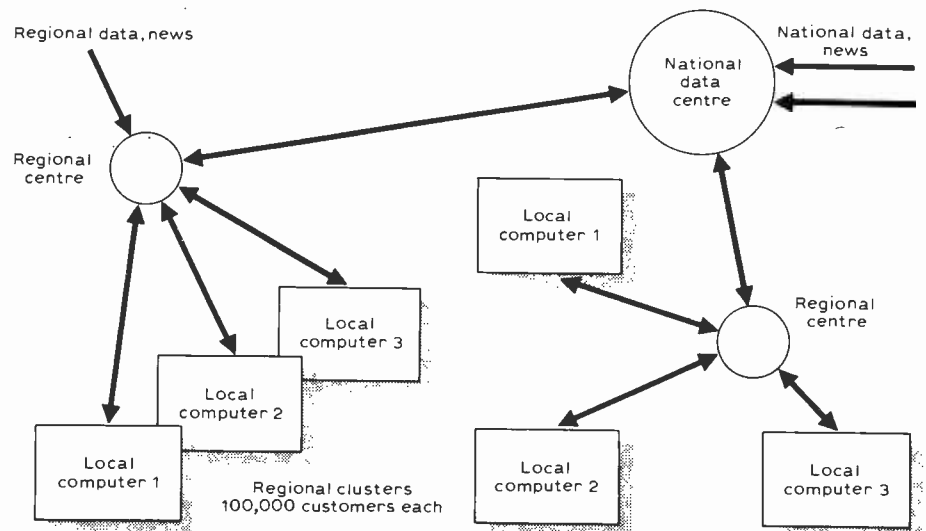 Regional data, news
National data,
news
National
data
centre
Regional
centre
Local
computer 1
Local
computer 3
Regional
centre
Local
computer 2
Local
computer 1
Regional clusters
100,000 customers each
Local
computer 2
Local
computer 3